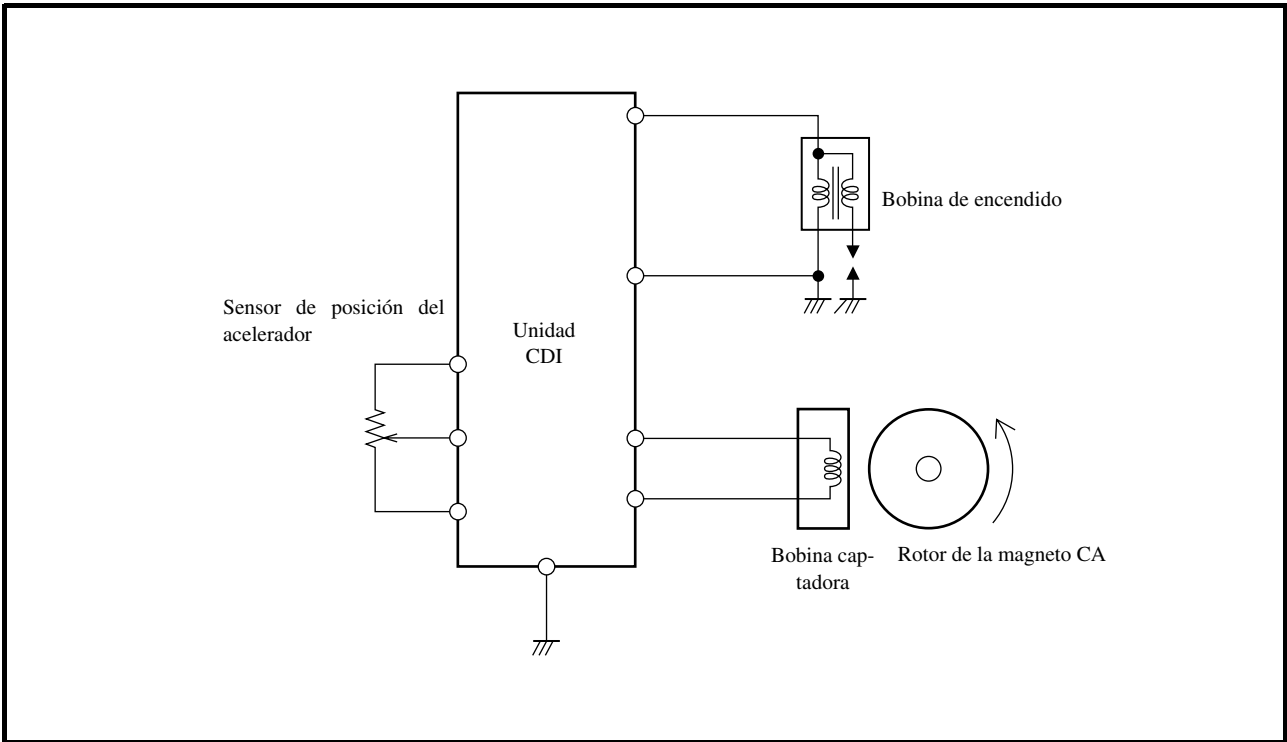 Bobina de encendido
Sensor de posición del
acelerador
Unidad
CDI
Bobina cap-
tadora
Rotor de la magneto CA